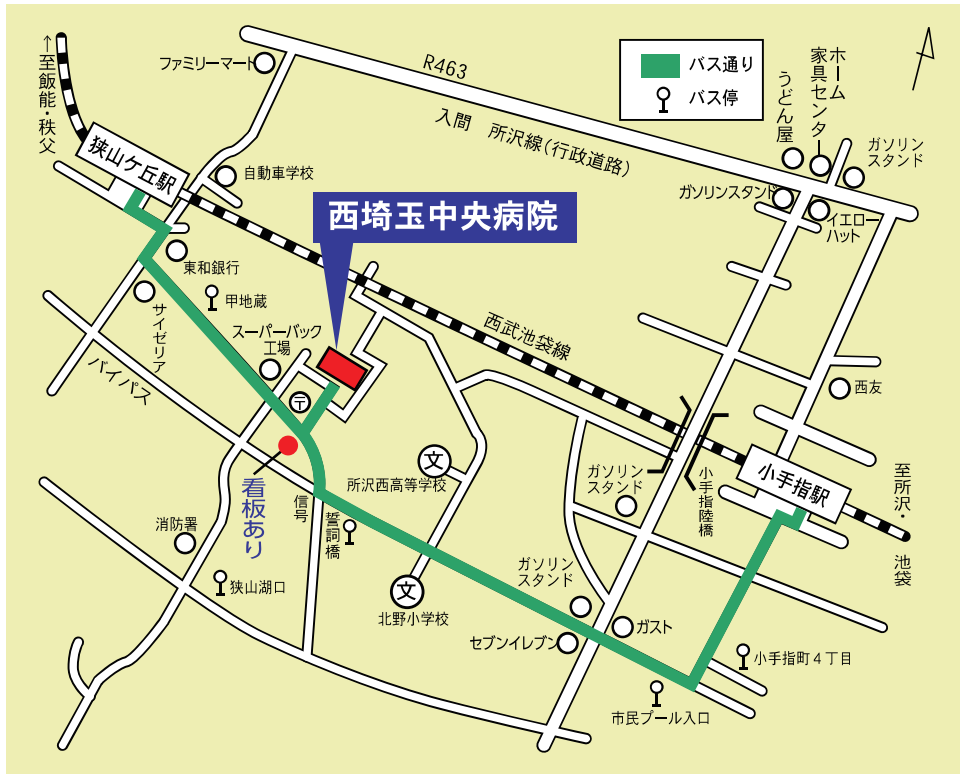 ←至飯能・秩父
ファミリーマート
R463
入間　所沢線(行政道路)
バス通り
バス停
うどん屋
家具センター
ホーム
ガソリン
スタンド
ガソリンスタンド
イエロー
ハット
狭山ケ丘駅
自動車学校
西埼玉中央病院
東和銀行
甲地蔵
サイゼリア
スーパーバック
工場
バイパス
西武池袋線
西友
〒
看板あり
文
所沢西高等学校
信号
誓詞橋
ガソリン
スタンド
小手指陸橋
小手指駅
至所沢・池袋
消防署
狭山湖口
文
北野小学校
ガソリン
スタンド
セブンイレブン
ガスト
小手指町4丁目
市民プール入口